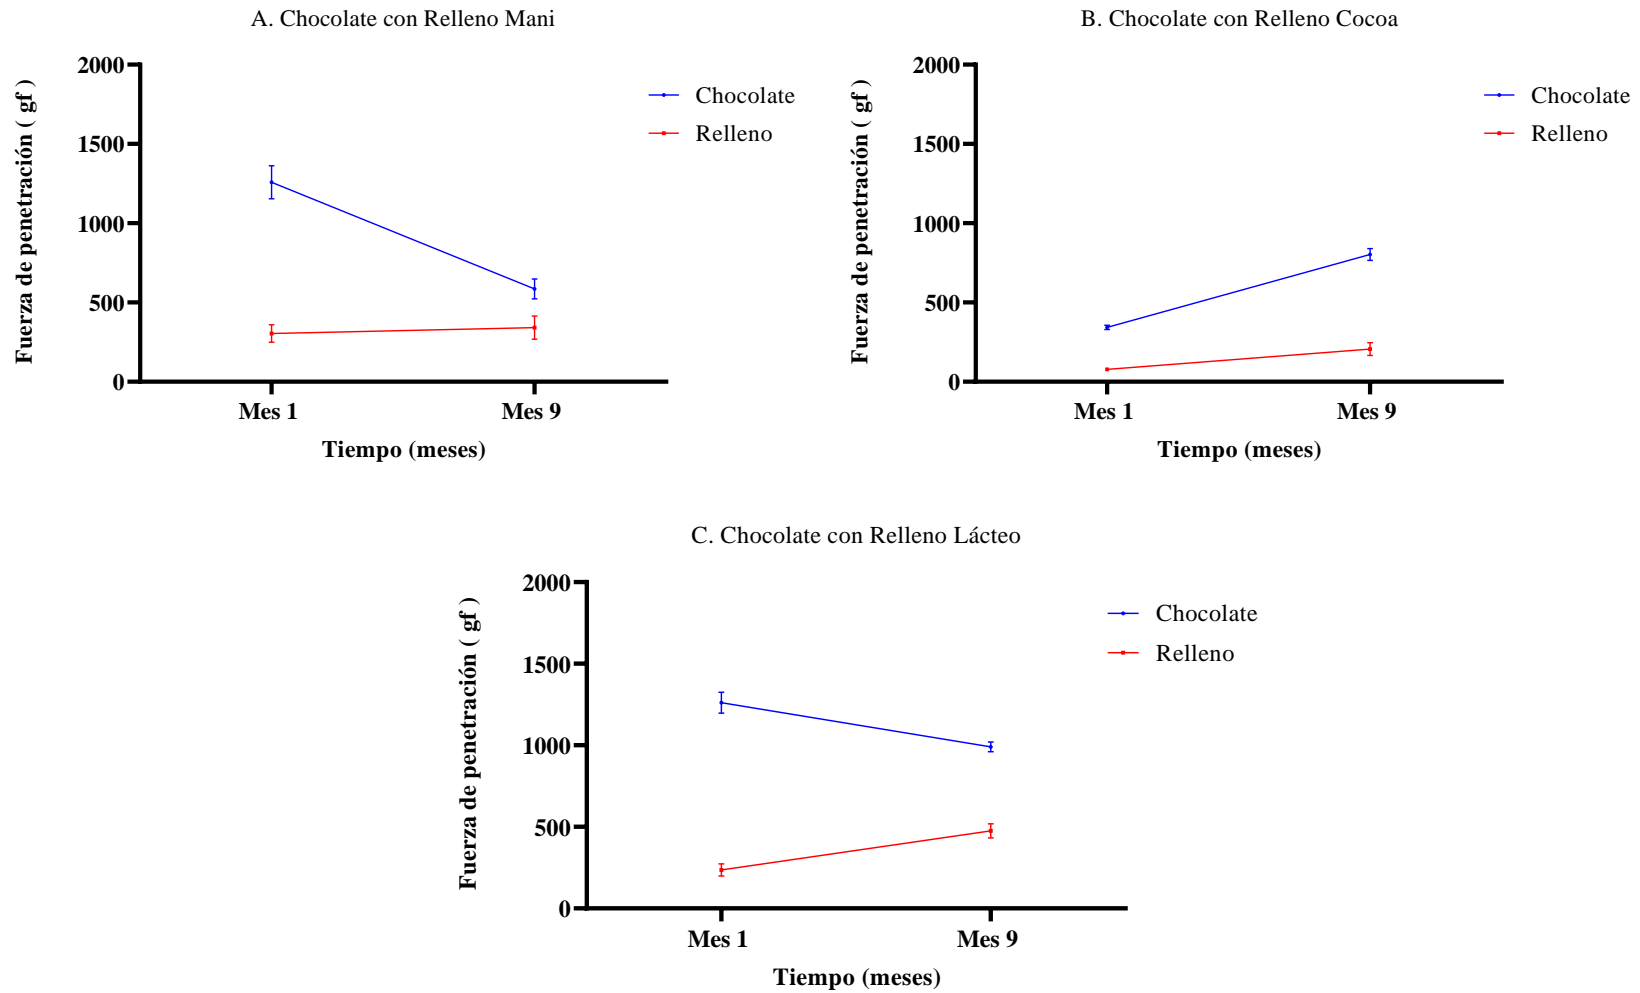 A. Chocolate con Relleno Mani
Fuerza de penetración ( gf )
2000
1500
1000
500
0
Chocolate
Relleno
Mes 1
Mes 9
Tiempo (meses)
B. Chocolate con Relleno Cocoa
Fuerza de penetración ( gf )
2000
1500
1000
500
0
Chocolate
Relleno
Mes 1
Mes 9
Tiempo (meses)
C. Chocolate con Relleno Lácteo
Fuerza de penetración ( gf )
2000
1500
1000
500
0
Chocolate
Relleno
Mes 1
Mes 9
Tiempo (meses)